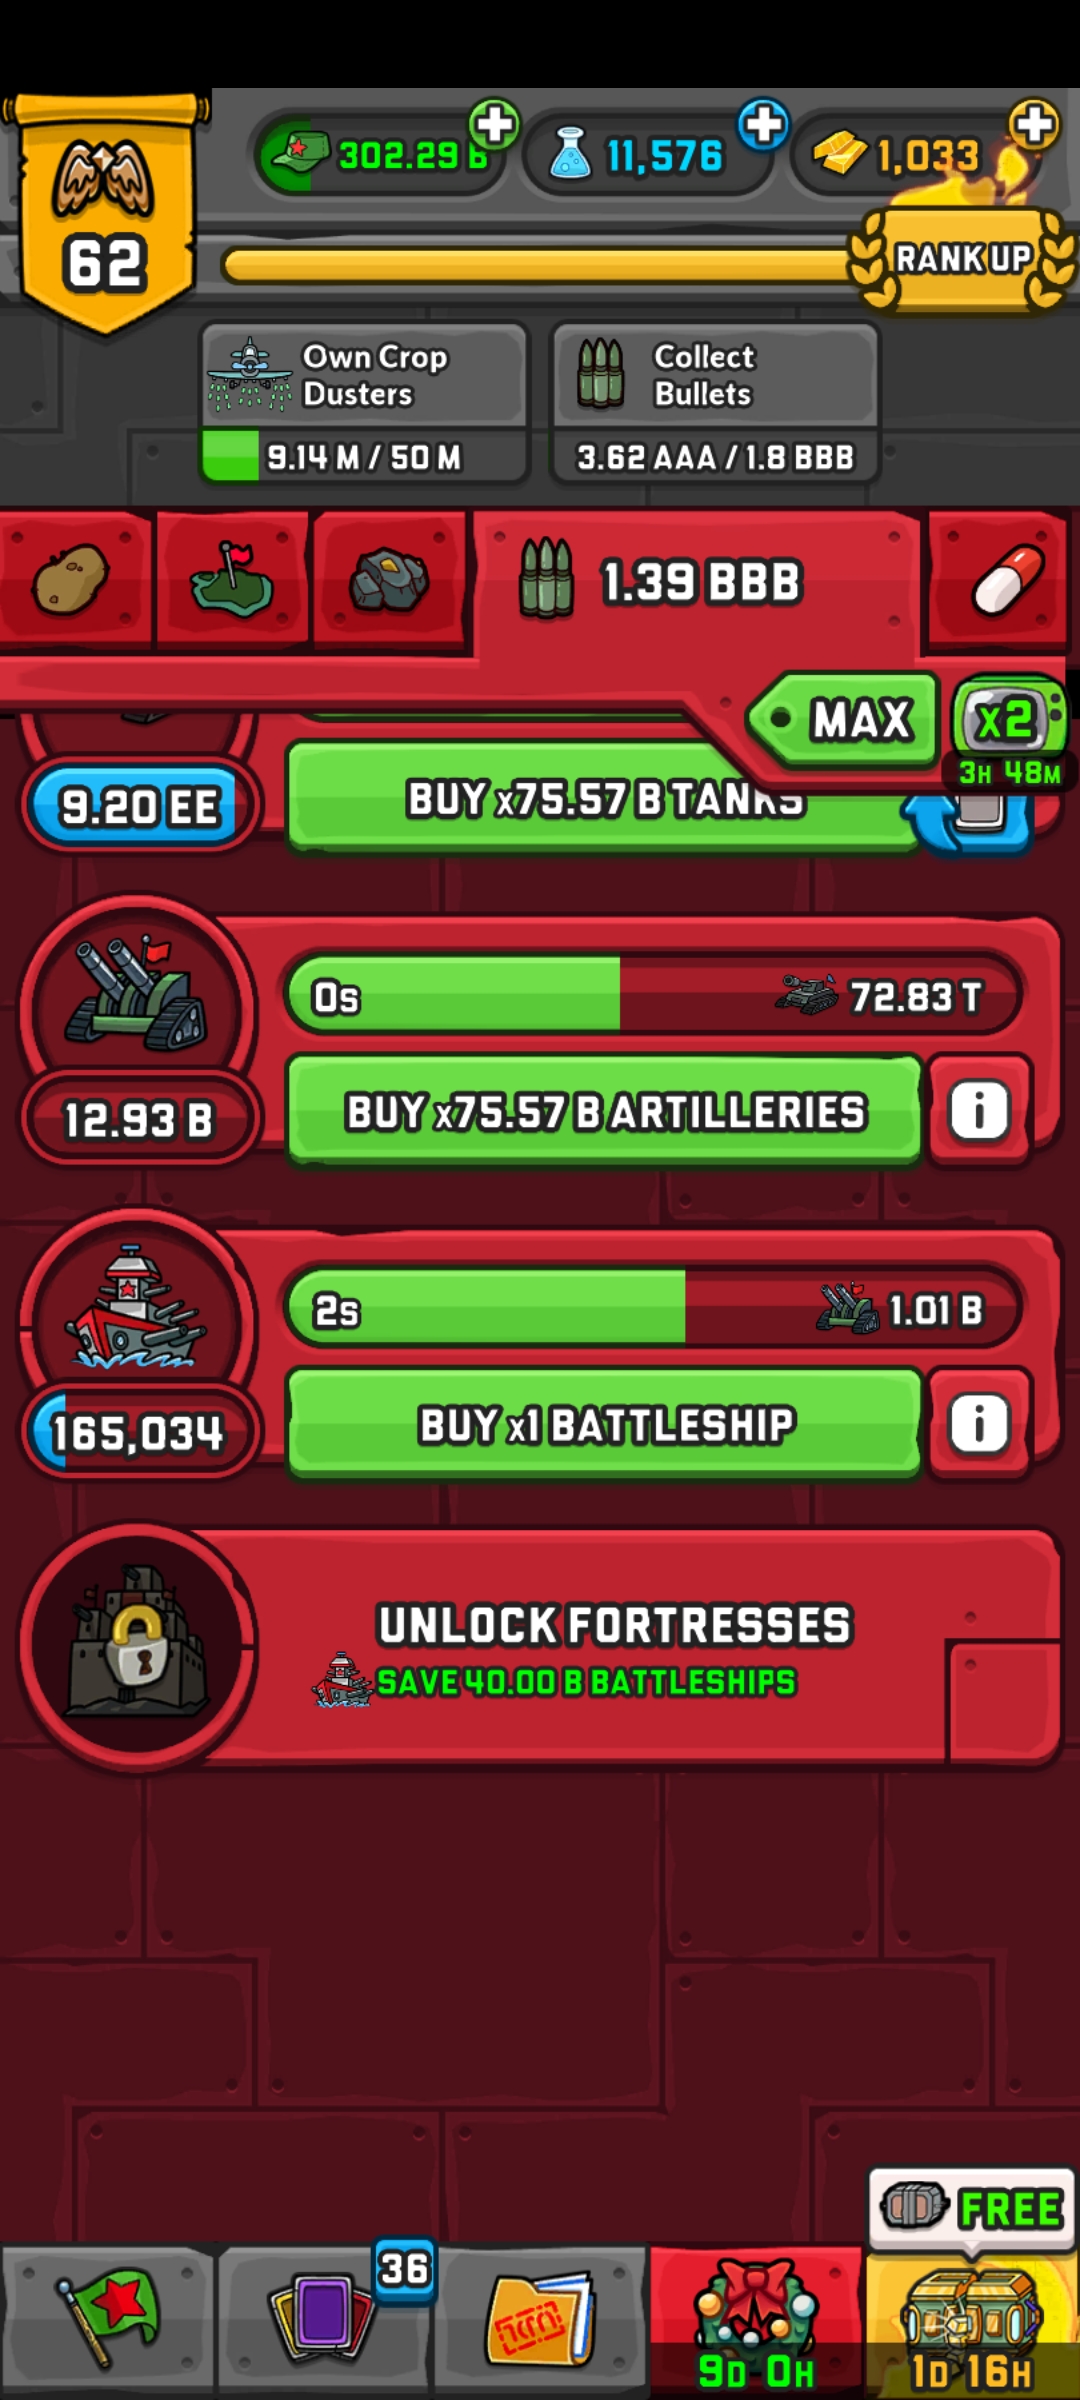 302.29 B
11,576
1,033
62
RANK UP
Own Crop
Dusters
9.14 M / 50 M
Collect
Bullets
3.62 AAA / 1.8 BBB
1.39 BBB
MAX
x2
3H 48M
9.20 EE
BUY x75.57 B TANKS
0s
72.83 T
12.93 B
BUY x75.57 B ARTILLERIES
i
2s
1.01 B
165,034
BUY x1 BATTLESHIP
i
UNLOCK FORTRESSES
SAVE 40.00 B BATTLESHIPS
FREE
36
9D 0H
1D 16H